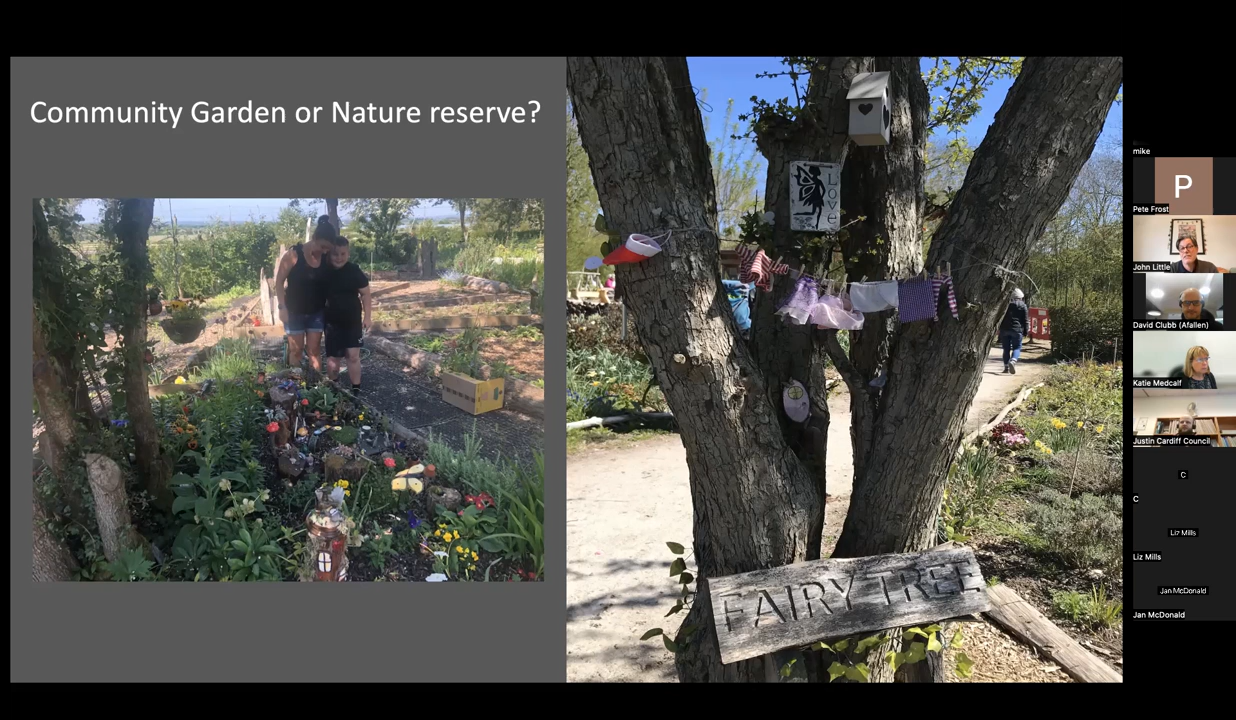 Community Garden or Nature reserve?
Love
FAIRY TREE
mike
P
Pete Frost
John Little
David Clubb (Afallen)
Katie Medcalf
Justin Cardiff Council
C
C
Liz Mills
Liz Mills
Jan McDonald
Jan McDonald